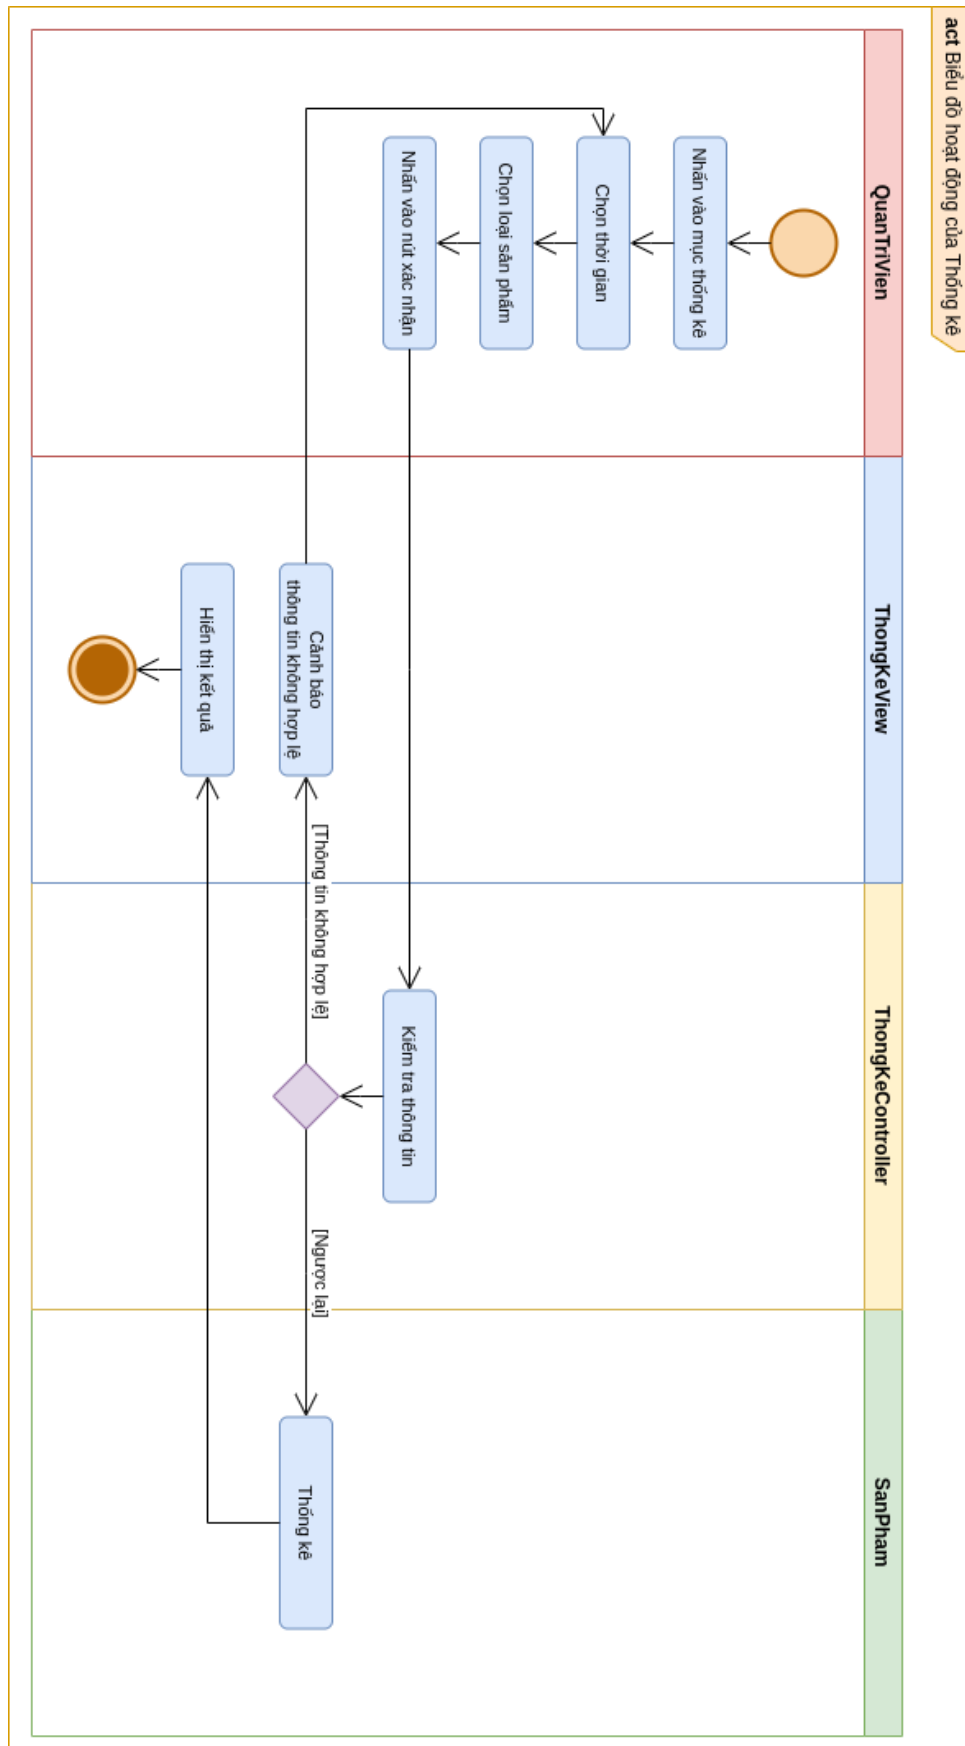 act Biểu đồ hoạt động của Thống kê
QuanTriVien
ThongKeView
ThongKeController
SanPham
Nhấn vào mục thống kê
Chọn thời gian
Chọn loại sản phẩm
Nhấn vào nút xác nhận
Kiểm tra thông tin
[Thông tin không hợp lệ]
[Ngược lại]
Cảnh báo
thông tin không hợp lệ
Thống kê
Hiển thị kết quả